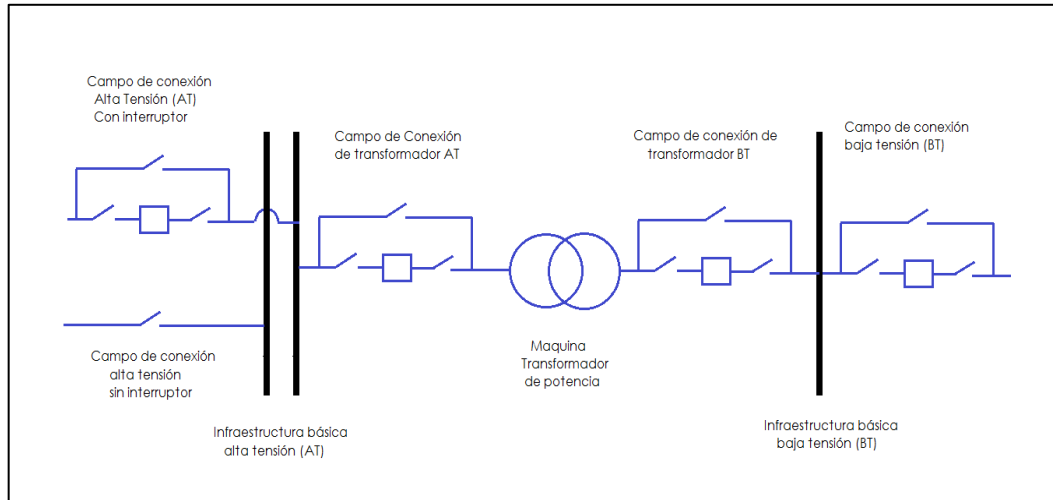 Campo de conexión
Alta Tensión (AT)
Con interruptor
Campo de Conexión
de transformador AT
Campo de conexión de
transformador BT
Campo de conexión
baja tensión (BT)
Campo de conexión
alta tensión
sin interruptor
Maquina
Transformador
de potencia
Infraestructura básica
alta tensión (AT)
Infraestructura básica
baja tensión (BT)